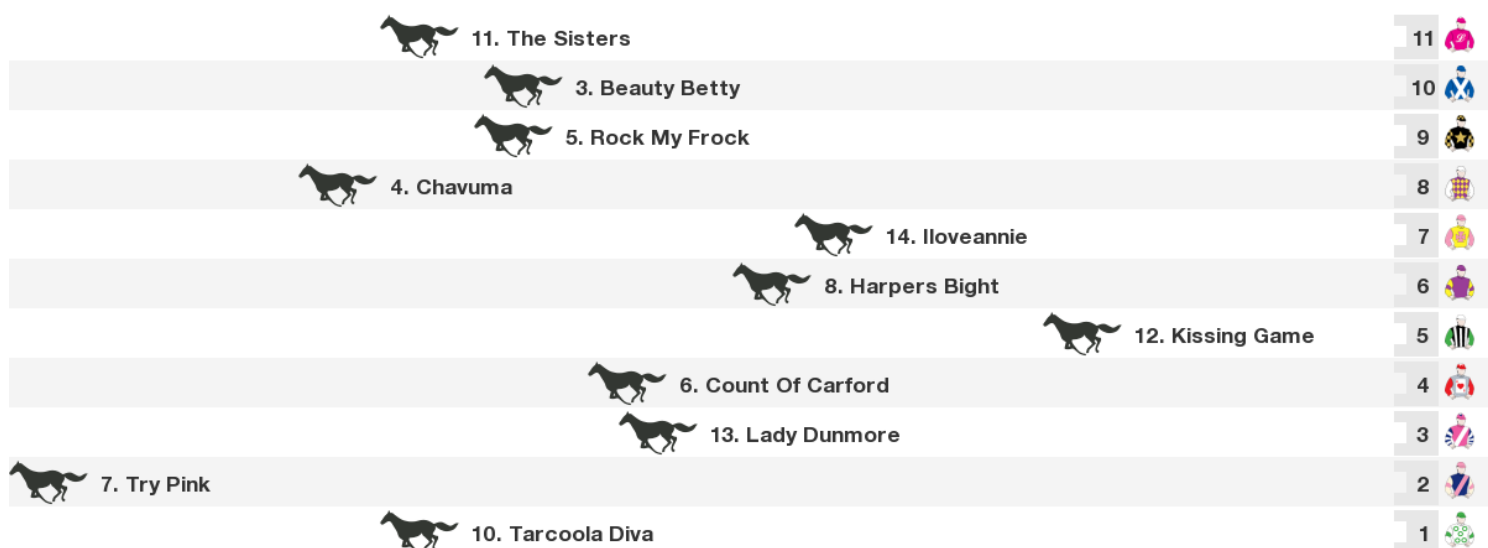 11. The Sisters 11
3. Beauty Betty 10
5. Rock My Frock 9
4. Chavuma 8
14. Iloveannie 7
8. Harpers Bight 6
12. Kissing Game 5
6. Count Of Carford 4
13. Lady Dunmore 3
7. Try Pink 2
10. Tarcoola Diva 1